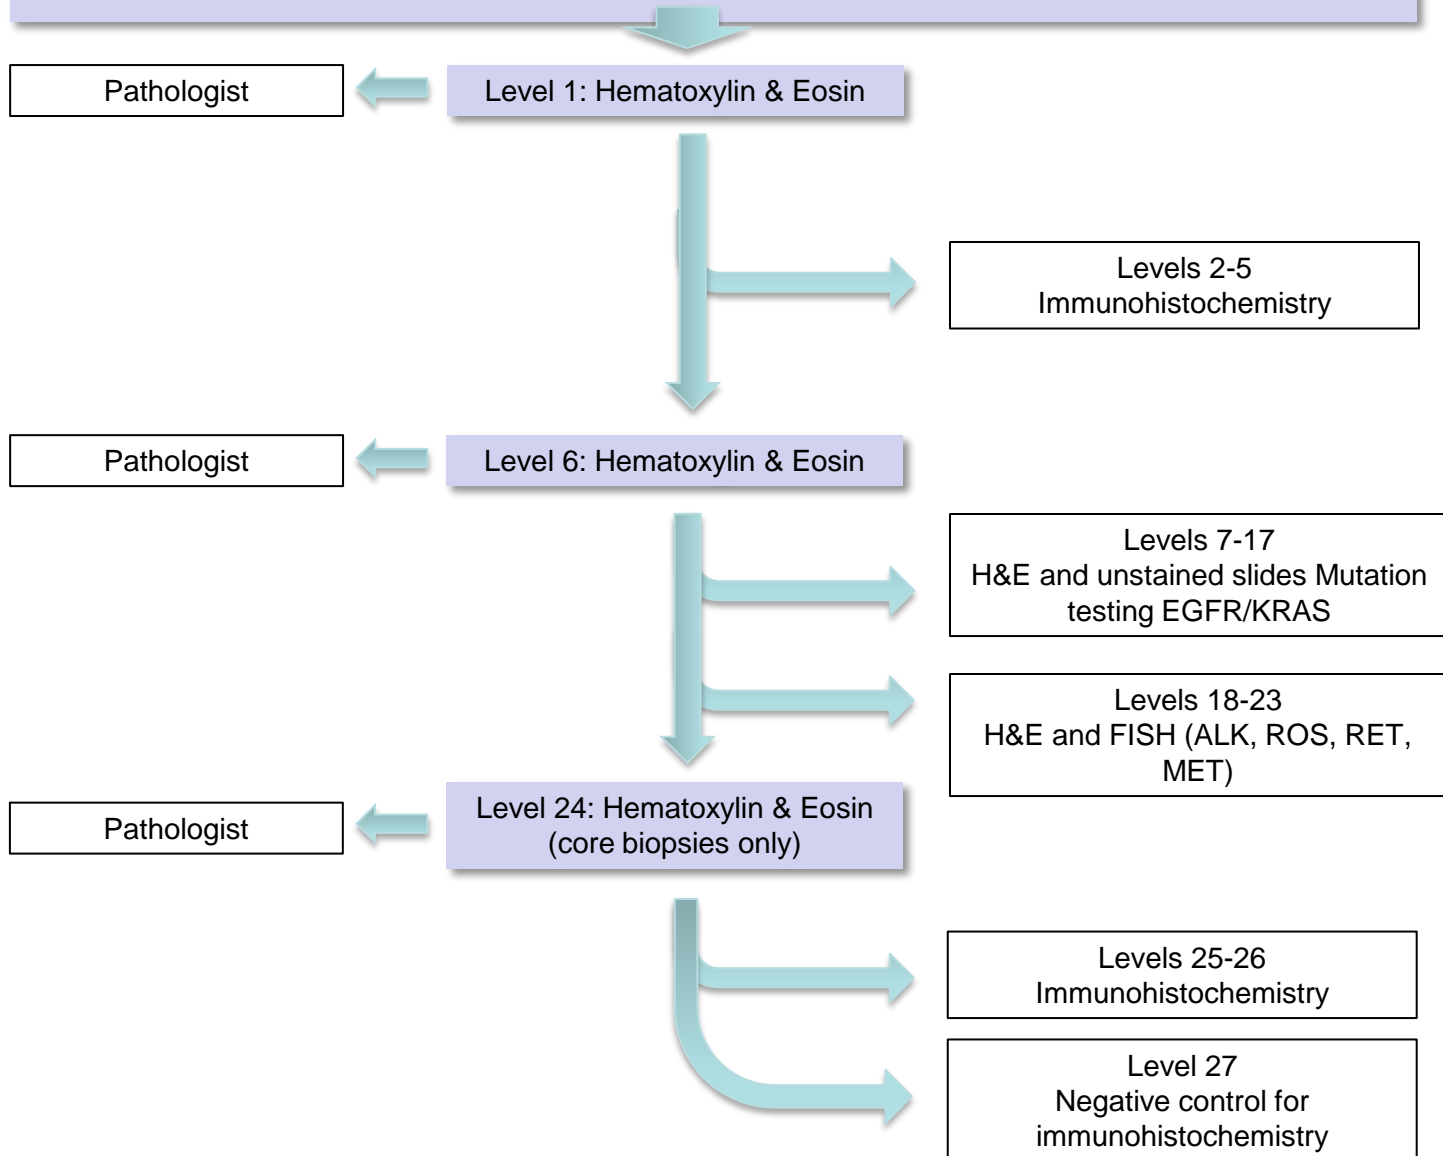 Pathologist
Level 1: Hematoxylin & Eosin
Levels 2-5
Immunohistochemistry
Pathologist
Level 6: Hematoxylin & Eosin
Levels 7-17
H&E and unstained slides Mutation
testing EGFR/KRAS
Levels 18-23
H&E and FISH (ALK, ROS, RET,
MET)
Pathologist
Level 24: Hematoxylin & Eosin
(core biopsies only)
Levels 25-26
Immunohistochemistry
Level 27
Negative control for
immunohistochemistry